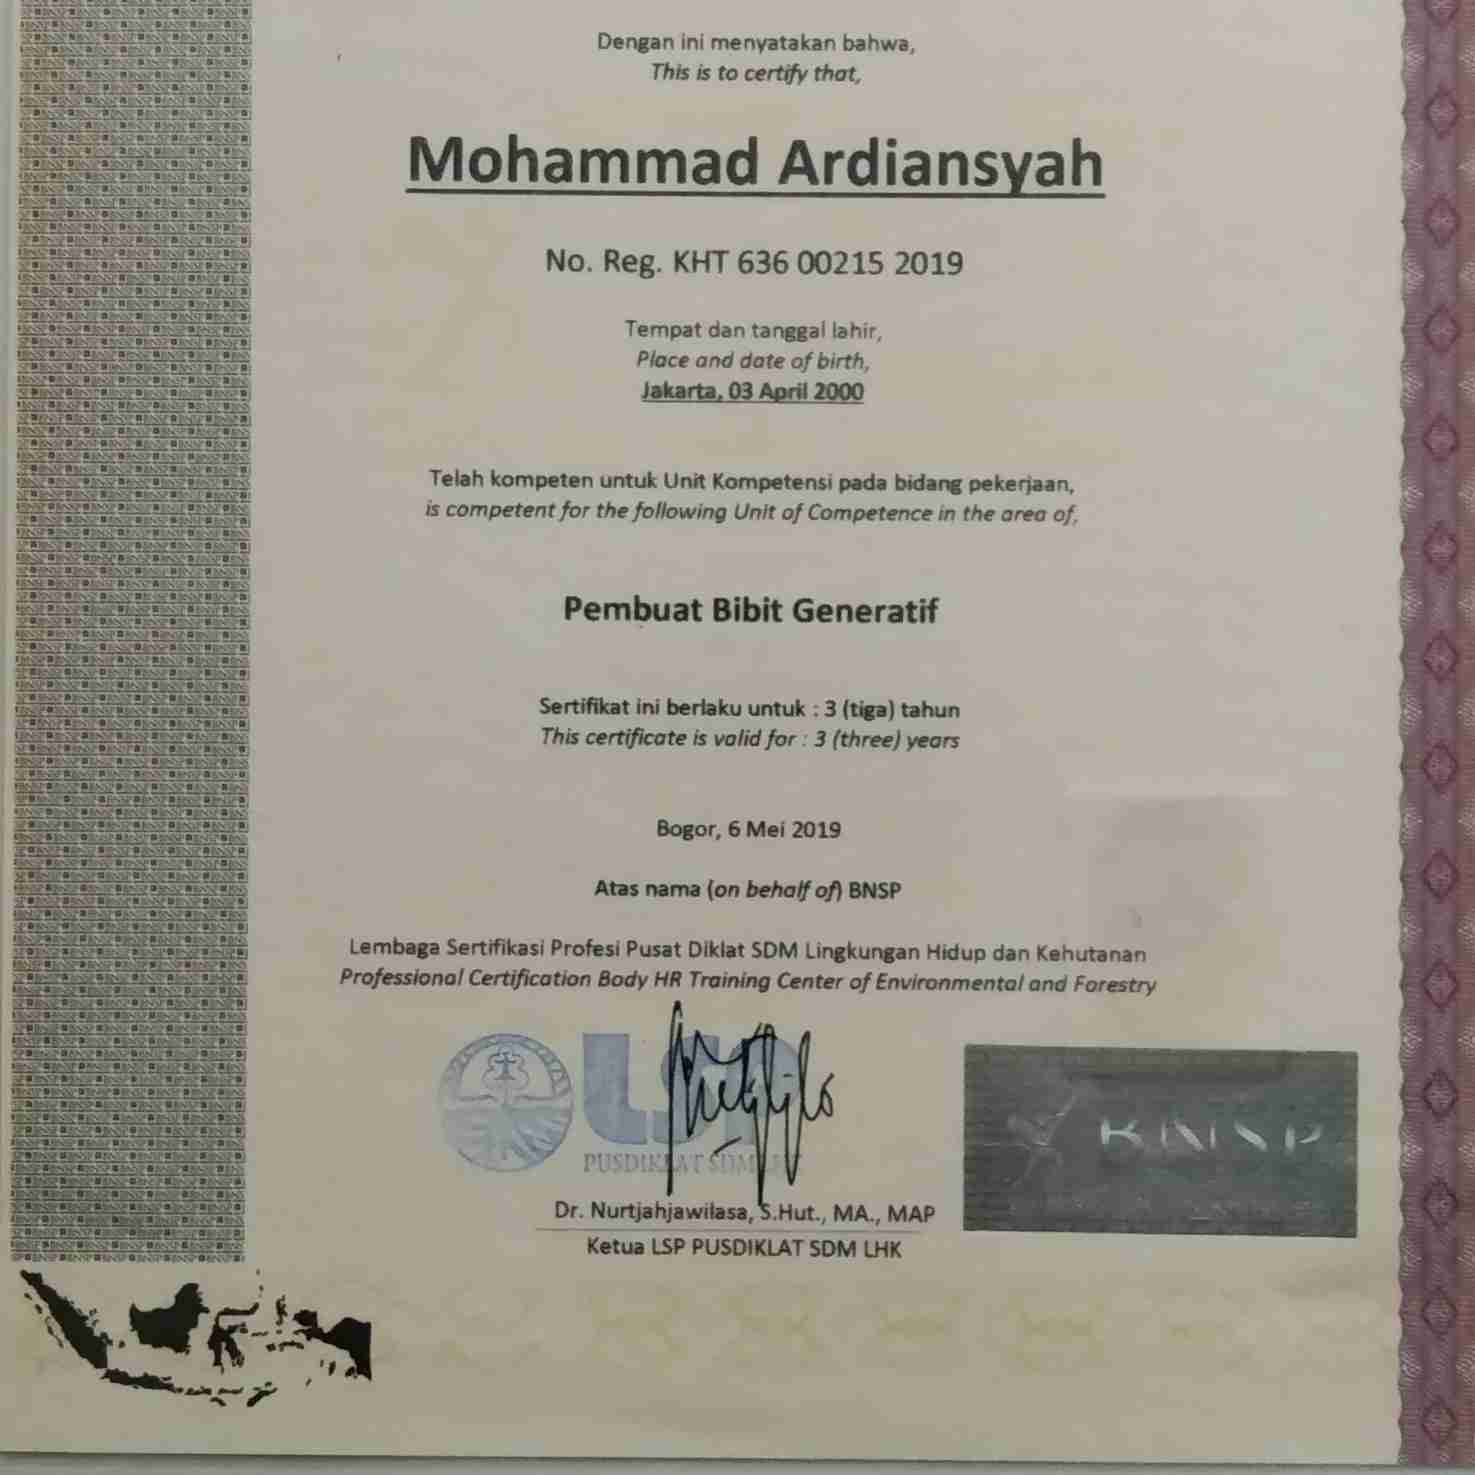 Dengan ini menyatakan bahwa,
This is to certify that,
Mohammad Ardiansyah
No. Reg. KHT 636 00215 2019
Tempat dan tanggal lahir,
Place and date of birth,
Jakarta, 03 April 2000
Telah kompeten untuk Unit Kompetensi pada bidang pekerjaan,
is competent for the following Unit of Competence in the area of,
Pembuat Bibit Generatif
Sertifikat ini berlaku untuk : 3 (tiga) tahun
This certificate is valid for : 3 (three) years
Bogor, 6 Mei 2019
Atas nama (on behalf of) BNSP
Lembaga Sertifikasi Profesi Pusat Diklat SDM Lingkungan Hidup dan Kehutanan
Professional Certification Body HR Training Center of Environmental and Forestry
LSP
PUSDIKLAT SDM
BNSP
Dr. Nurtjahjawilasa, S.Hut., MA., MAP
Ketua LSP PUSDIKLAT SDM LHK